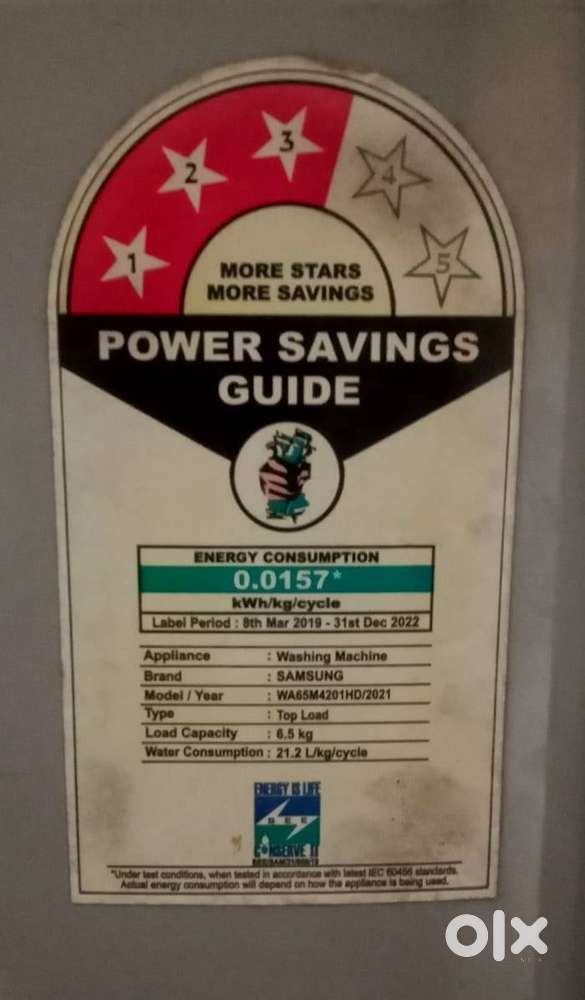 1 2 3 4 5
MORE STARS
MORE SAVINGS
POWER SAVINGS
GUIDE
ENERGY CONSUMPTION
0.0157*
kWh/kg/cycle
Label Period : 8th Mar 2019 - 31st Dec 2022
Appliance : Washing Machine
Brand : SAMSUNG
Model / Year : WA65M4201HD/2021
Type : Top Load
Load Capacity : 6.5 kg
Water Consumption : 21.2 L/kg/cycle
ENERGY IS LIFE
BEE
CONSERVE IT
*Under test conditions, when tested in accordance with latest IEC 60456 standards.
Actual energy consumption will depend on how the appliance is being used.
olx